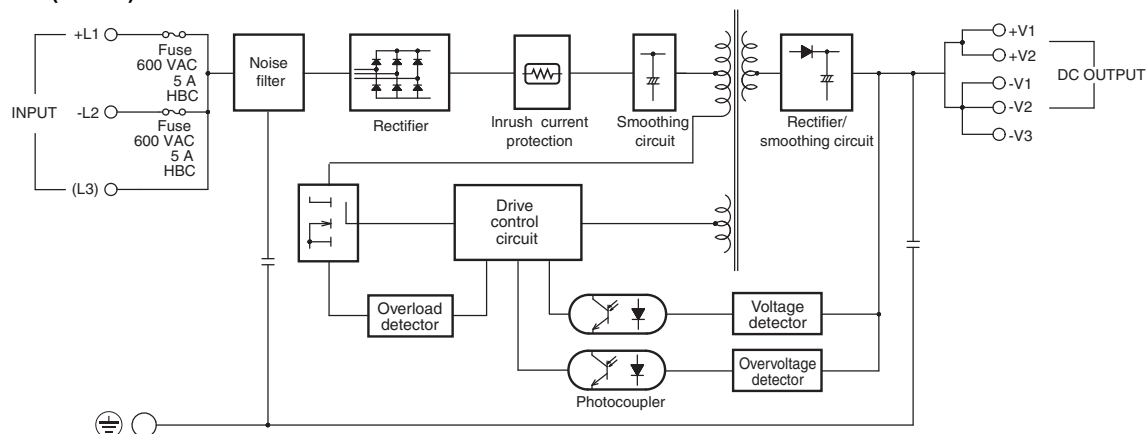 +L1
Fuse
600 VAC
5 A
HBC
INPUT
-L2
Fuse
600 VAC
5 A
HBC
(L3)
Noise
filter
Rectifier
Inrush current
protection
Smoothing
circuit
Rectifier/
smoothing circuit
+V1
+V2
-V1
-V2
-V3
DC OUTPUT
Drive
control
circuit
Overload
detector
Voltage
detector
Overvoltage
detector
Photocoupler